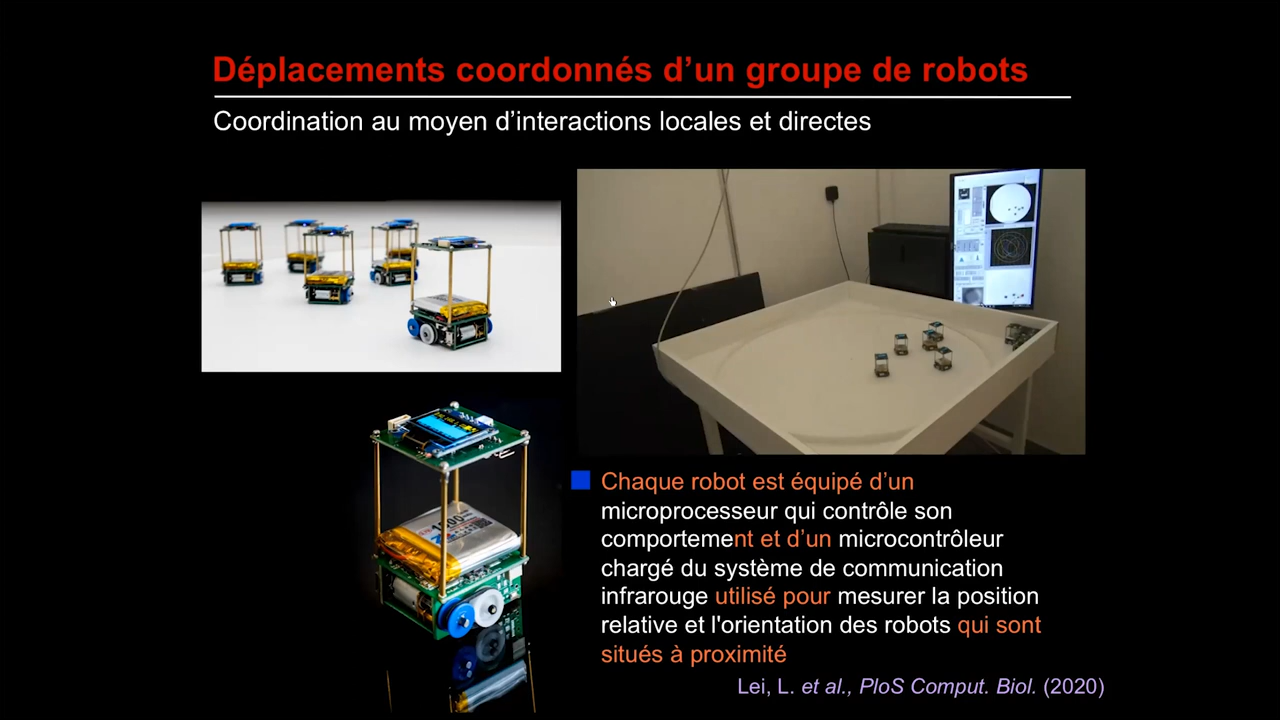 Déplacements coordonnés d’un groupe de robots
Coordination au moyen d’interactions locales et directes
Chaque robot est équipé d’un
microprocesseur qui contrôle son
comportement et d’un microcontrôleur
chargé du système de communication
infrarouge utilisé pour mesurer la position
relative et l'orientation des robots qui sont
situés à proximité
Lei, L. et al., PloS Comput. Biol. (2020)